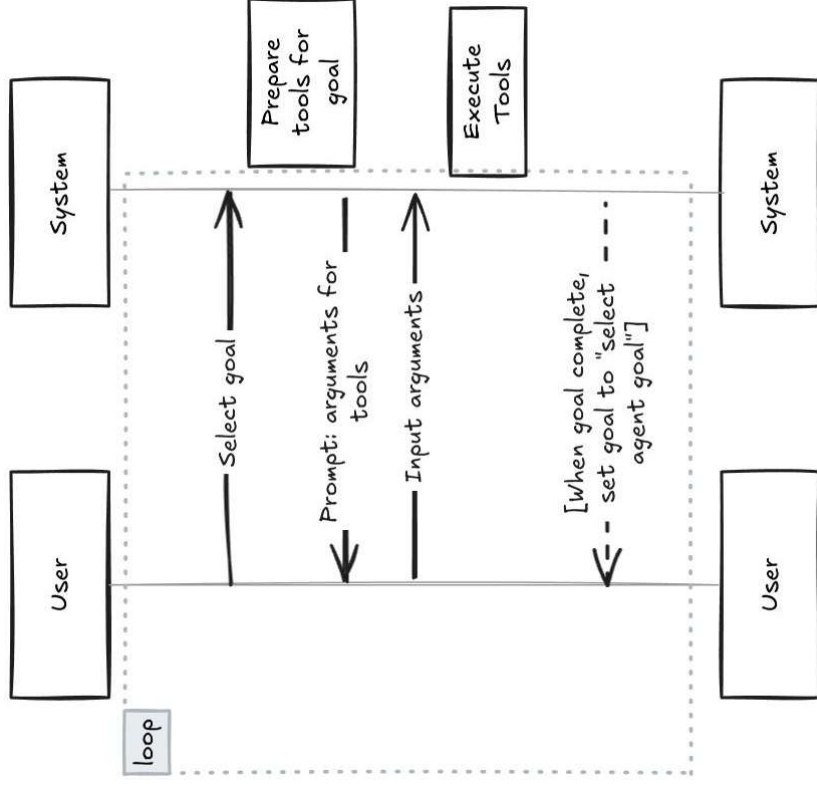 User
System
loop
Select goal
Prepare
tools for
goal
Prompt: arguments for
tools
Input arguments
Execute
Tools
[When goal complete,
set goal to "select
agent goal"]
User
System